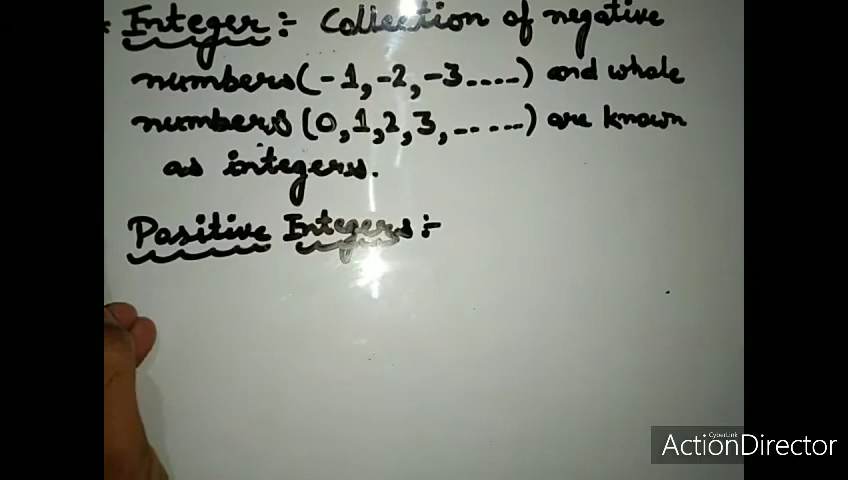 * Integer :- Collection of negative
numbers (-1, -2, -3 .....) and whole
numbers (0, 1, 2, 3, ......) are known
as integers.
Positive Integers :-
CyberLink
ActionDirector